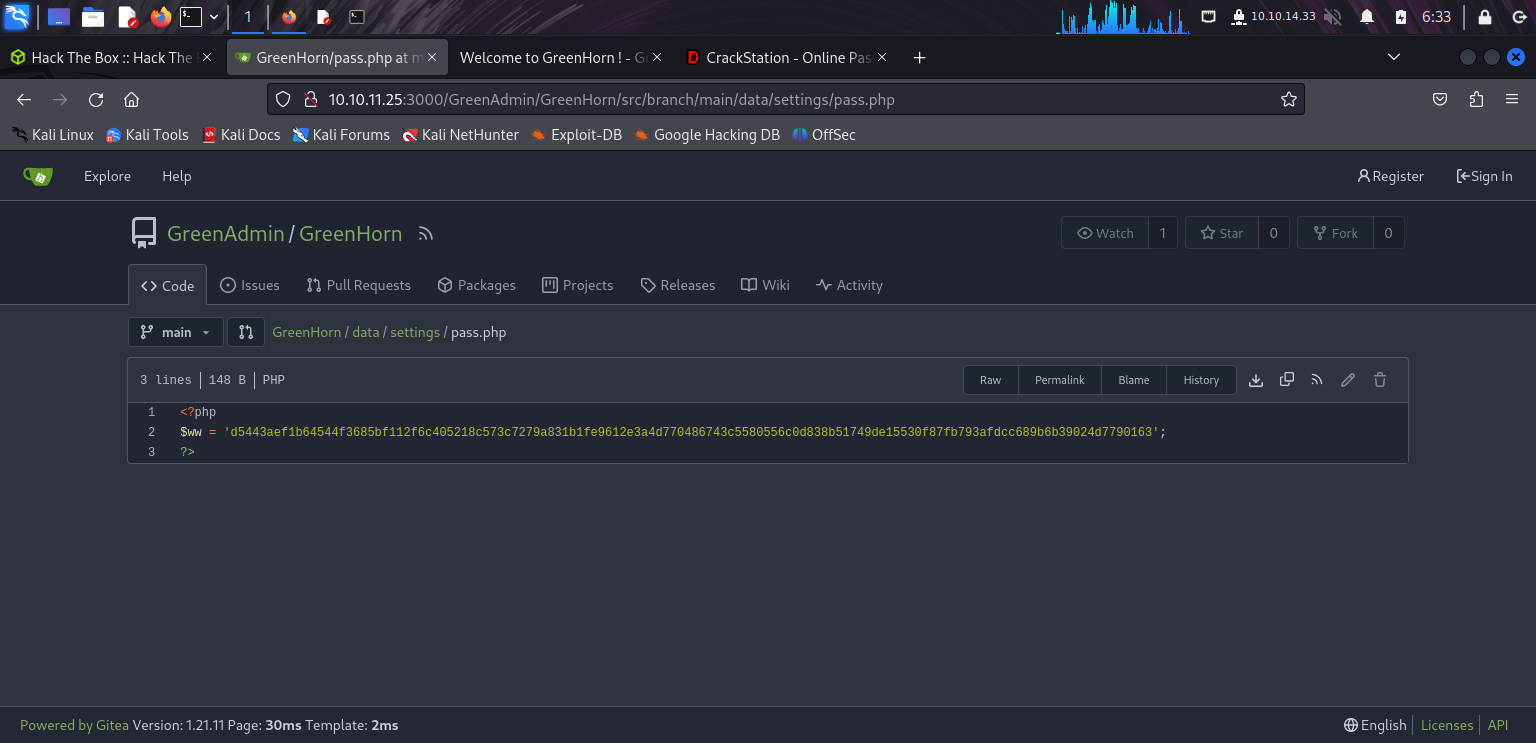 1
10.10.14.33
6:33
Hack The Box :: Hack The
GreenHorn/pass.php at m
Welcome to GreenHorn ! - Gr
CrackStation - Online Pas
10.10.11.25:3000/GreenAdmin/GreenHorn/src/branch/main/data/settings/pass.php
Kali Linux Kali Tools Kali Docs Kali Forums Kali NetHunter Exploit-DB Google Hacking DB OffSec
Explore Help Register Sign In
GreenAdmin / GreenHorn Watch 1 Star 0 Fork 0
Code Issues Pull Requests Packages Projects Releases Wiki Activity
main GreenHorn / data / settings / pass.php
3 lines 148 B PHP Raw Permalink Blame History
1 <?php
2 $ww = 'd5443aef1b64544f3685bf112f6c405218c573c7279a831b1fe9612e3a4d770486743c5580556c0d838b51749de15530f87fb793afdcc689b6b39024d7790163';
3 ?>
Powered by Gitea Version: 1.21.11 Page: 30ms Template: 2ms English Licenses API